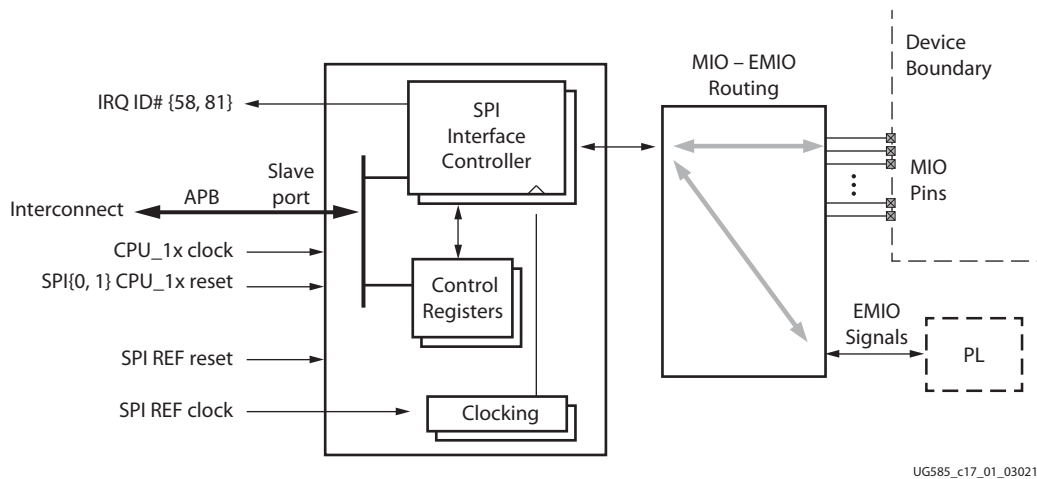 Device
Boundary
MIO – EMIO
Routing
IRQ ID# {58, 81}
SPI
Interface
Controller
MIO
Pins
Slave
port
APB
Interconnect
CPU_1x clock
SPI{0, 1} CPU_1x reset
Control
Registers
EMIO
Signals
PL
SPI REF reset
SPI REF clock
Clocking
UG585_c17_01_03021